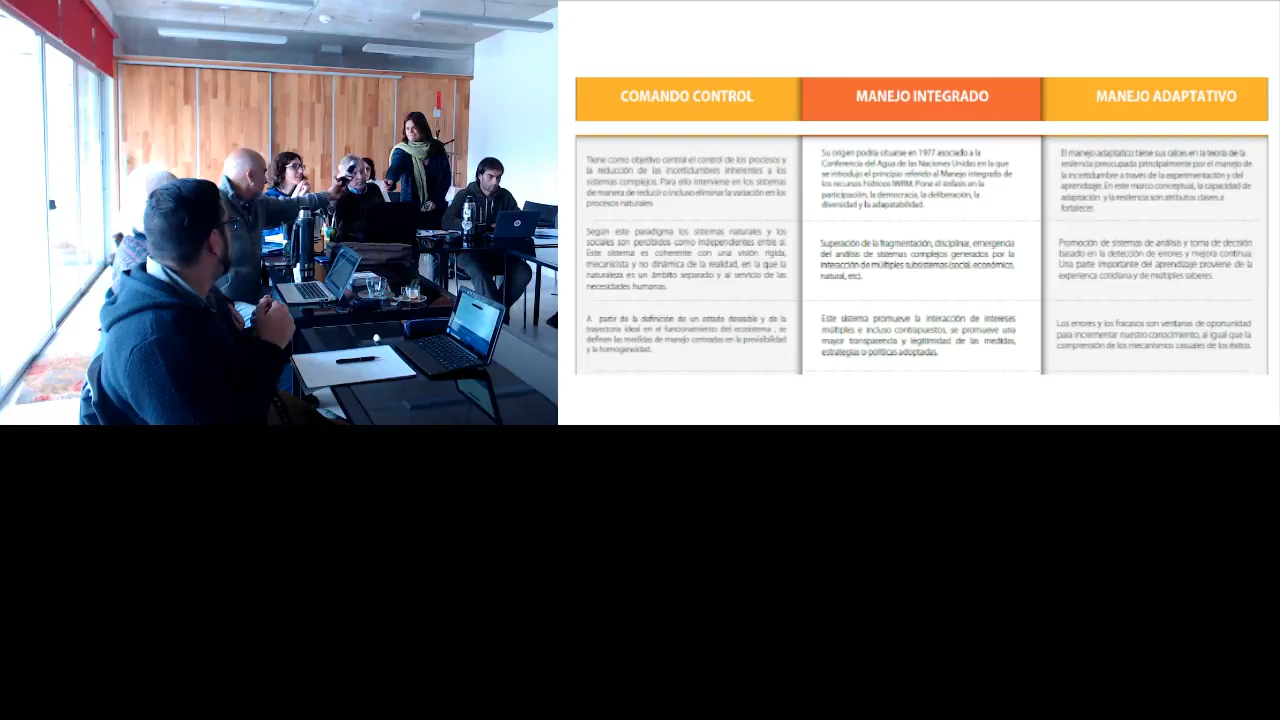 COMANDO CONTROL
MANEJO INTEGRADO
MANEJO ADAPTATIVO
Tiene como objetivo central el control de los procesos y
la reducción de las incertidumbres inherentes a los
sistemas complejos. Para ello interviene en los sistemas
de manera de reducir o incluso eliminar la variación en los
procesos naturales
Su origen podría situarse en 1977 asociado a la
Conferencia del Agua de las Naciones Unidas en la que
se introdujo el principio referido al Manejo integrado de
los recursos hídricos IWRM. Pone el énfasis en la
participación, la democracia, la deliberación, la
diversidad y la adapatabilidad.
El manejo adaptatico tiene sus raíces en la teoría de la
resilencia preocupada principalmente por el manejo de
la incertidumbre a través de la experimentación y del
aprendizaje. En este marco conceptual, la capacidad de
adaptación y la resilencia son atributos claves a
fortalecer.
Según este paradigma los sistemas naturales y los
sociales son percibidos como independientes entre sí.
Este sistema es coherente con una visión rígida,
mecanicista y no dinámica de la realidad, en la que la
naturaleza es un ámbito separado y al servicio de las
necesidades humanas.
Superación de la fragmentación, disciplinar, emergencia
del análisis de sistemas complejos generados por la
interacción de múltiples subsistemas (social, económico,
natural, etc).
Promoción de sistemas de análisis y toma de decisión
basado en la detección de errores y mejora continua.
Una parte importante del aprendizaje proviene de la
experienca cotidiana y de múltiples saberes.
A partir de la definición de un estado deseable y de la
trayectoria ideal en el funcionamiento del ecosistema , se
definen las medidas de manejo centradas en la previsibilidad
y la homogeneidad.
Este sistema promueve la interacción de intereses
múltiples e incluso contrapuestos, se promueve una
mayor transparencia y legitimidad de las medidas,
estrategias o políticas adoptadas.
Los errores y los fracasos son ventanas de oportunidad
para incrementar nuestro conocimiento, al igual que la
comprensión de los mecanismos casuales de los éxitos.